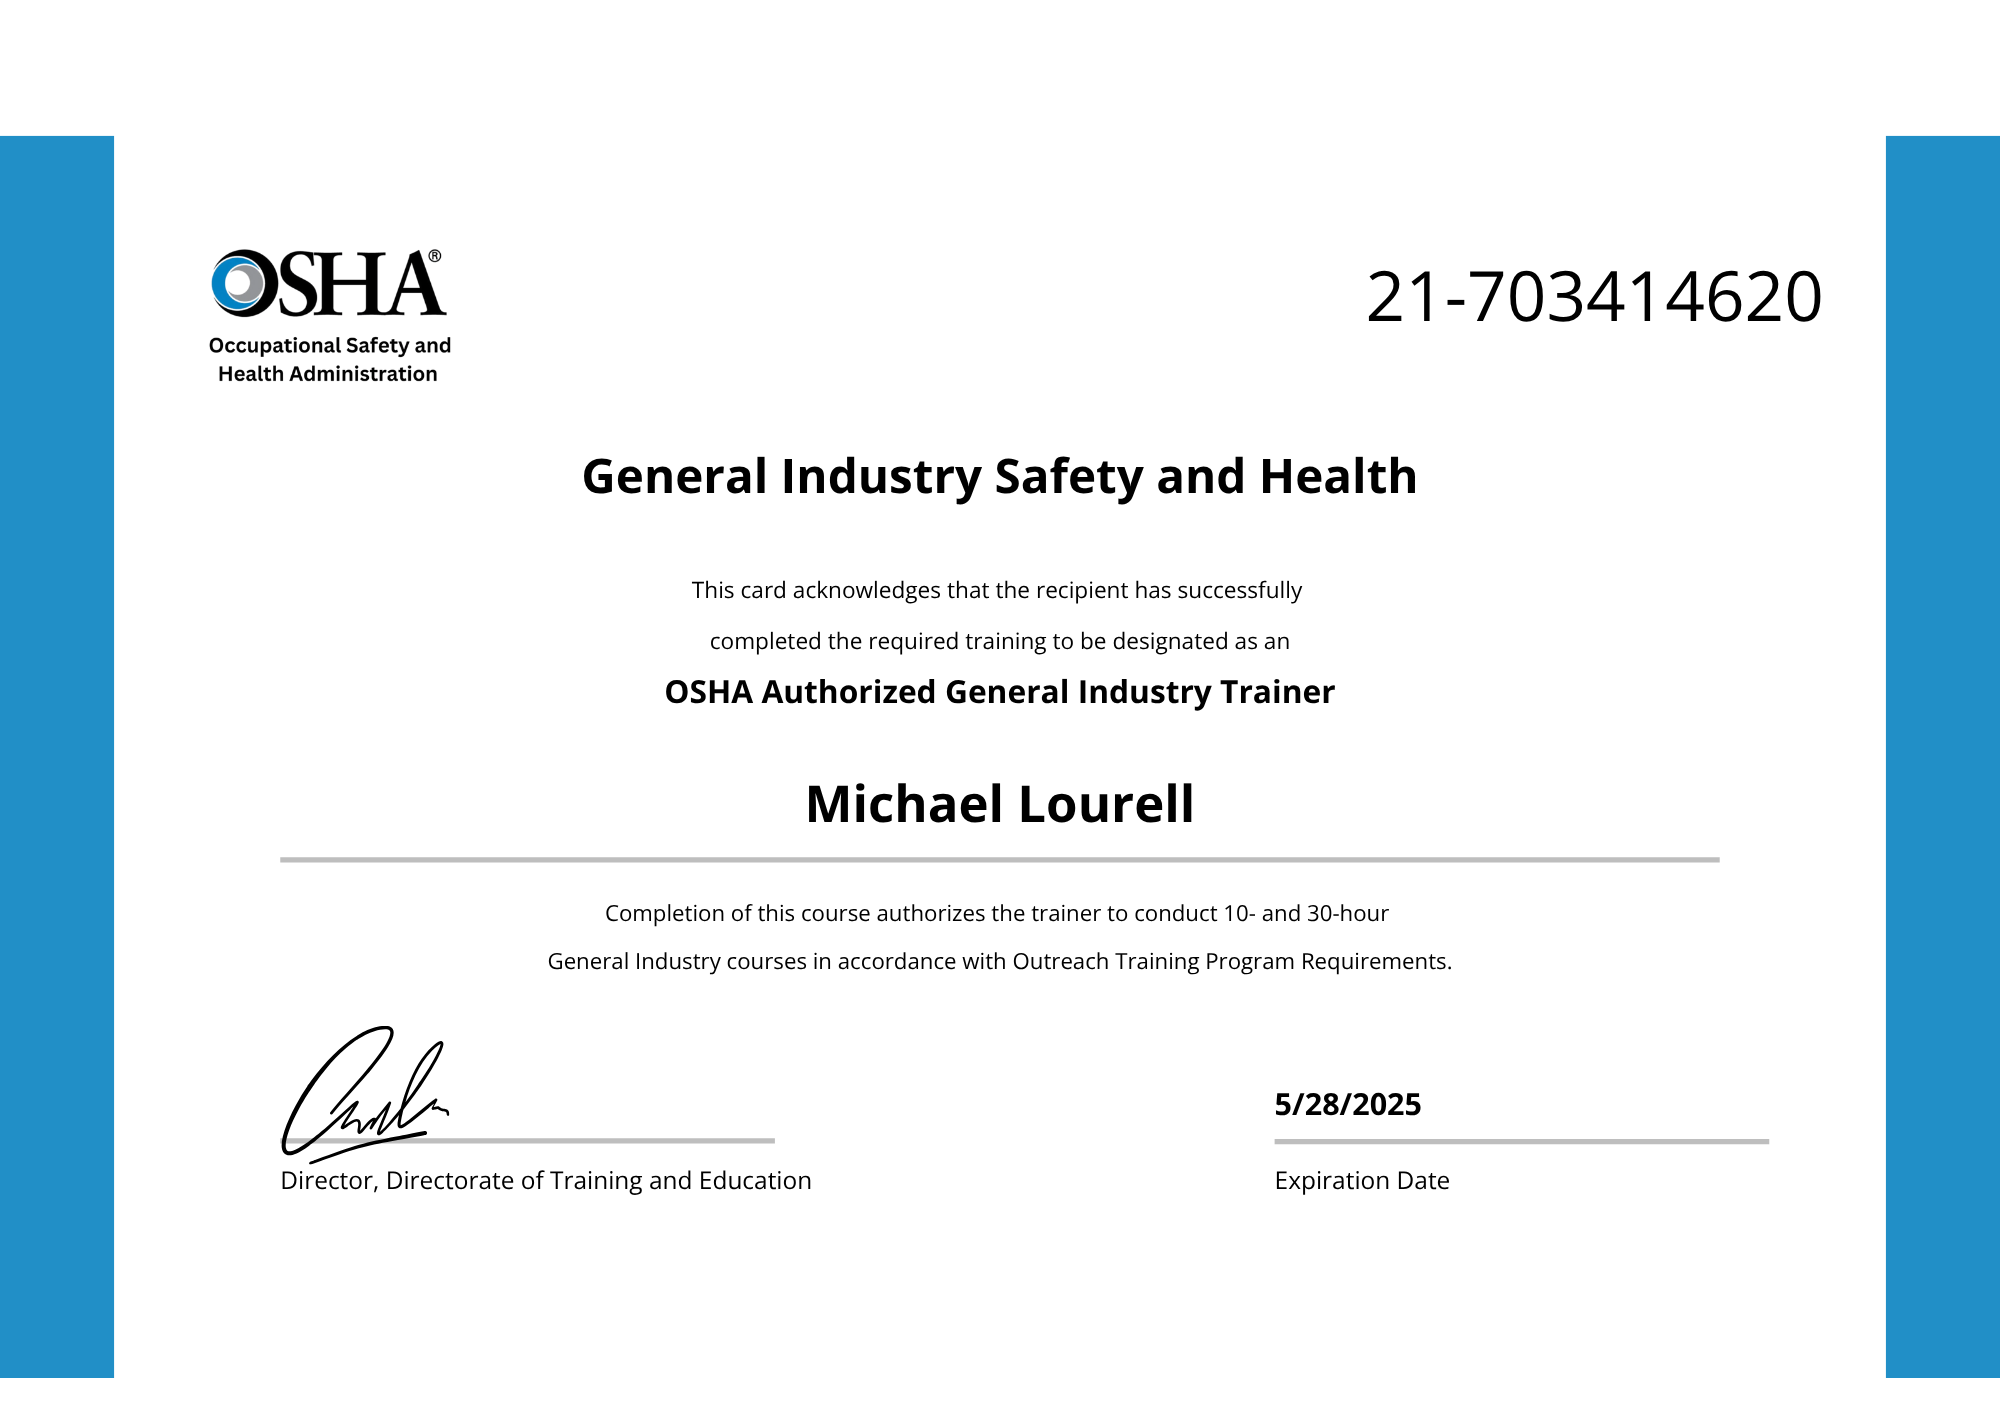 OSHA®
Occupational Safety and
Health Administration
21-703414620
General Industry Safety and Health
This card acknowledges that the recipient has successfully
completed the required training to be designated as an
OSHA Authorized General Industry Trainer
Michael Lourell
Completion of this course authorizes the trainer to conduct 10- and 30-hour
General Industry courses in accordance with Outreach Training Program Requirements.
5/28/2025
Director, Directorate of Training and Education
Expiration Date